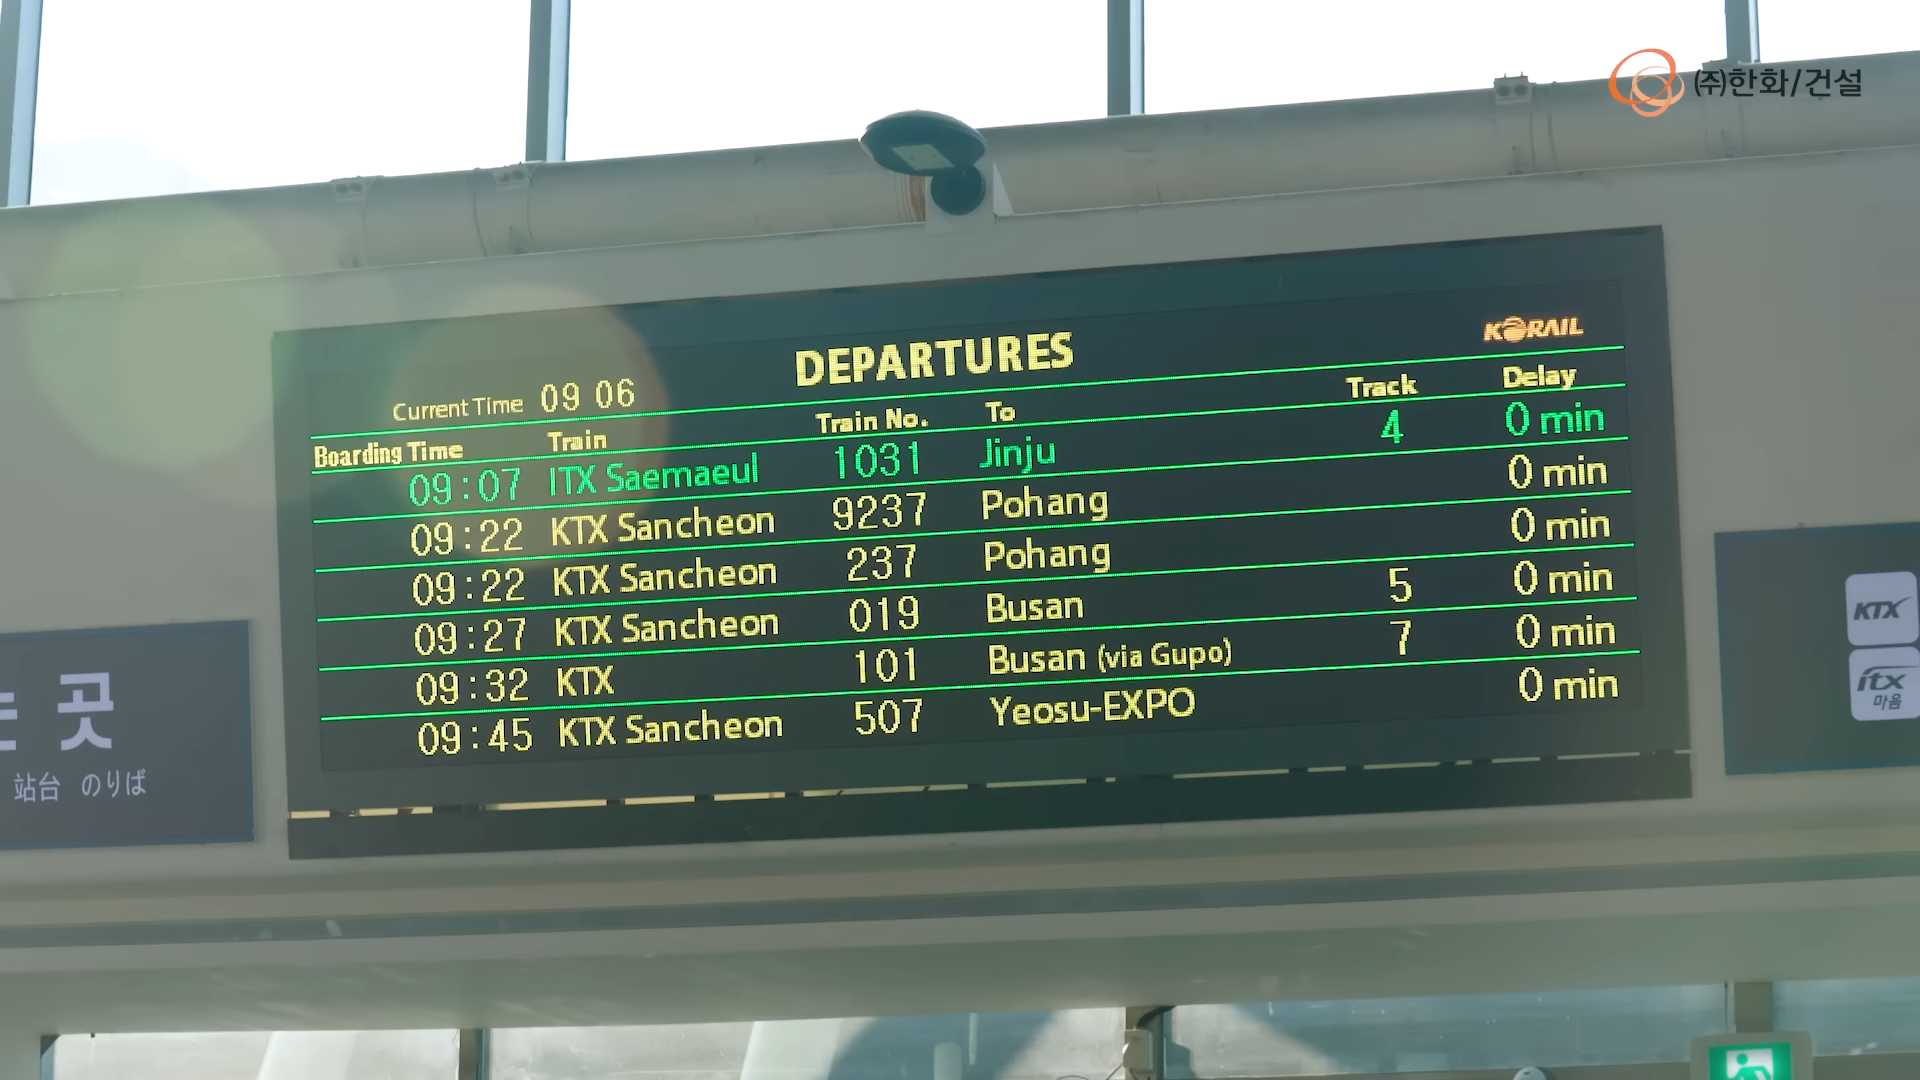 ㈜한화/건설
DEPARTURES
KORAIL
Current Time 09 06
Boarding Time Train Train No. To Track Delay
09:07 ITX Saemaeul 1031 Jinju 4 0 min
09:22 KTX Sancheon 9237 Pohang 0 min
09:22 KTX Sancheon 237 Pohang 0 min
09:27 KTX Sancheon 019 Busan 5 0 min
09:32 KTX 101 Busan (via Gupo) 7 0 min
09:45 KTX Sancheon 507 Yeosu-EXPO 0 min
곳
站台 のりば
KTX
itx
마음